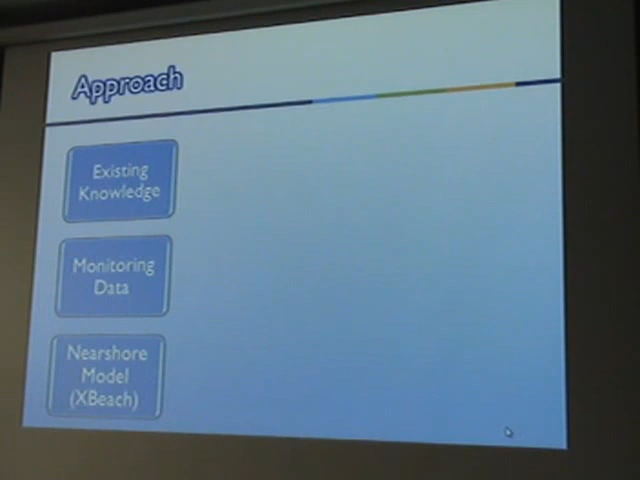 Approach
Existing
Knowledge
Monitoring
Data
Nearshore
Model
(XBeach)